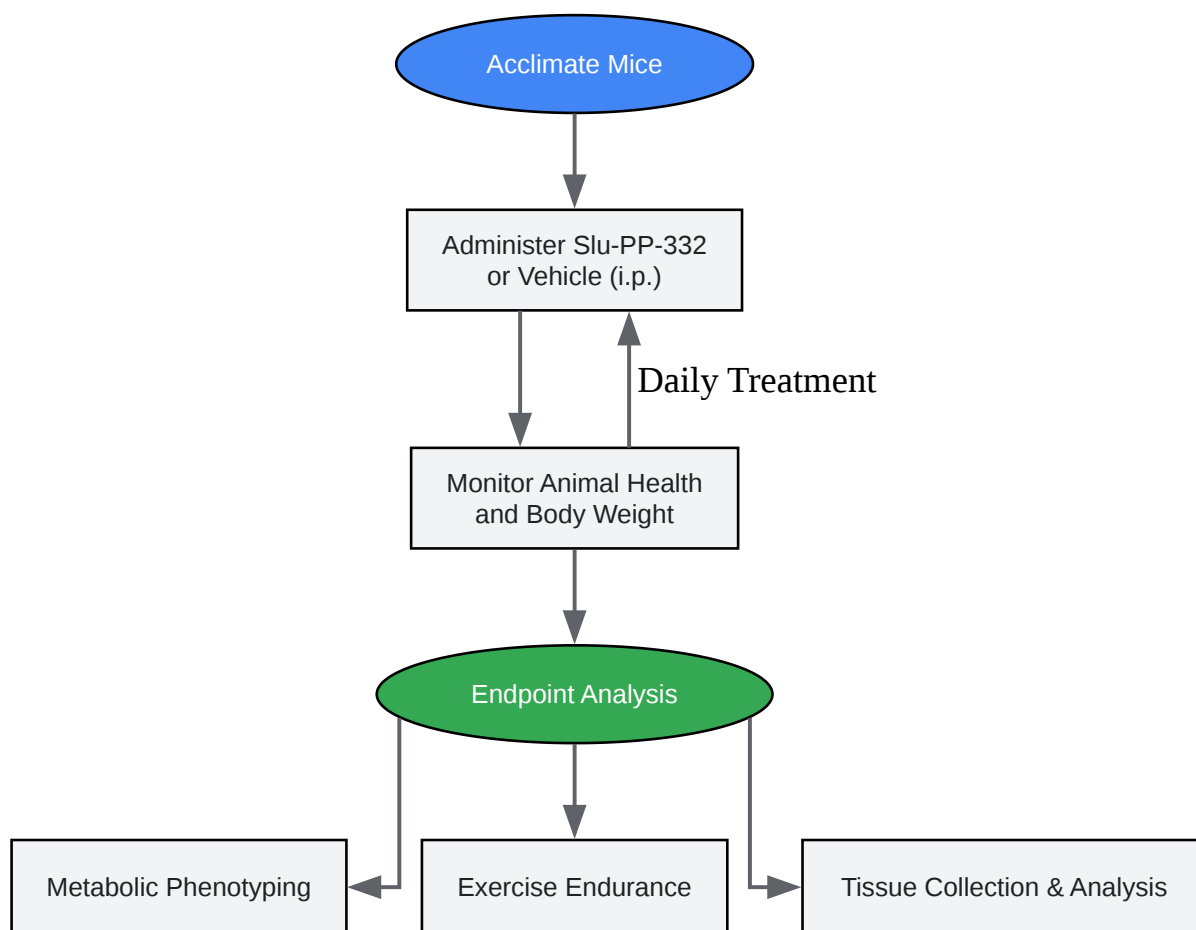 Acclimate Mice
Administer Slu-PP-332
or Vehicle (i.p.)
Daily Treatment
Monitor Animal Health
and Body Weight
Endpoint Analysis
Metabolic Phenotyping
Exercise Endurance
Tissue Collection & Analysis